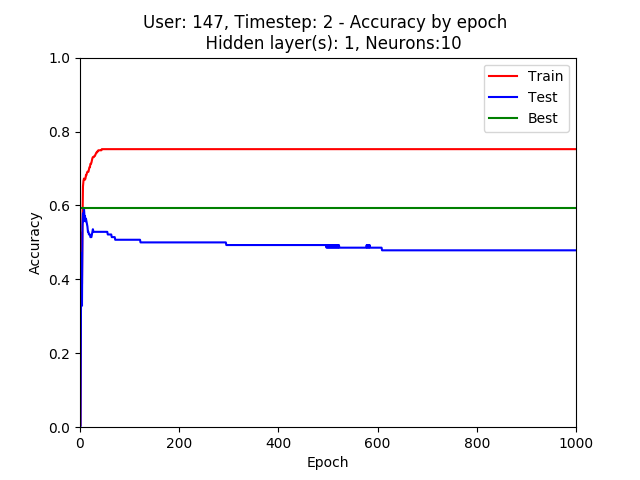 User: 147, Timestep: 2 - Accuracy by epoch
Hidden layer(s): 1, Neurons:10
1.0
0.8
0.6
0.4
0.2
0.0
Accuracy
Train
Test
Best
0 200 400 600 800 1000
Epoch